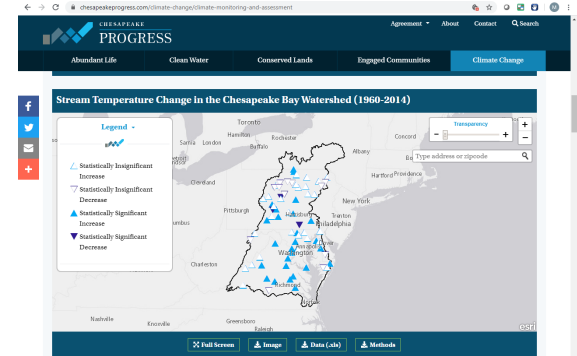 chesapeakeprogress.com/climate-change/climate-monitoring-and-assessment
CHESAPEAKE
PROGRESS
Agreement
About
Contact
Search
Abundant Life
Clean Water
Conserved Lands
Engaged Communities
Climate Change
Stream Temperature Change in the Chesapeake Bay Watershed (1960-2014)
Legend
Statistically Insignificant
Increase
Statistically Insignificant
Decrease
Statistically Significant
Increase
Statistically Significant
Decrease
Transparency
Type address or zipcode
Toronto
Hamilton
Rochester
Sarnia
London
Buffalo
Concord
Albany
Cleveland
Hartford
Providence
Pittsburgh
New York
Trenton
Philadelphia
Washington
Charleston
Richmond
Nashville
Knoxville
Greensboro
Raleigh
esri
Full Screen
Image
Data (.xls)
Methods